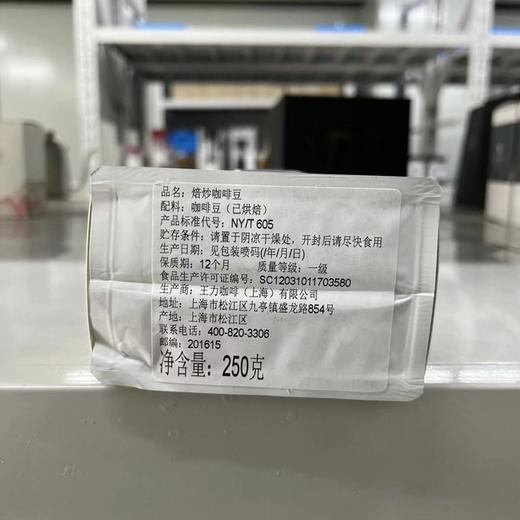 品名：焙炒咖啡豆
配料：咖啡豆（已烘焙）
产品标准代号：NY/T 605
贮存条件：请置于阴凉干燥处，开封后请尽快食用
生产日期：见包装喷码(/年/月/日)
保质期：12个月 质量等级：一级
食品生产许可证编号：SC12031011703580
生产商：王力咖啡（上海）有限公司
地址：上海市松江区九亭镇盛龙路854号
产地：上海市松江区
联系电话：400-820-3306
邮编：201615
净含量：250克